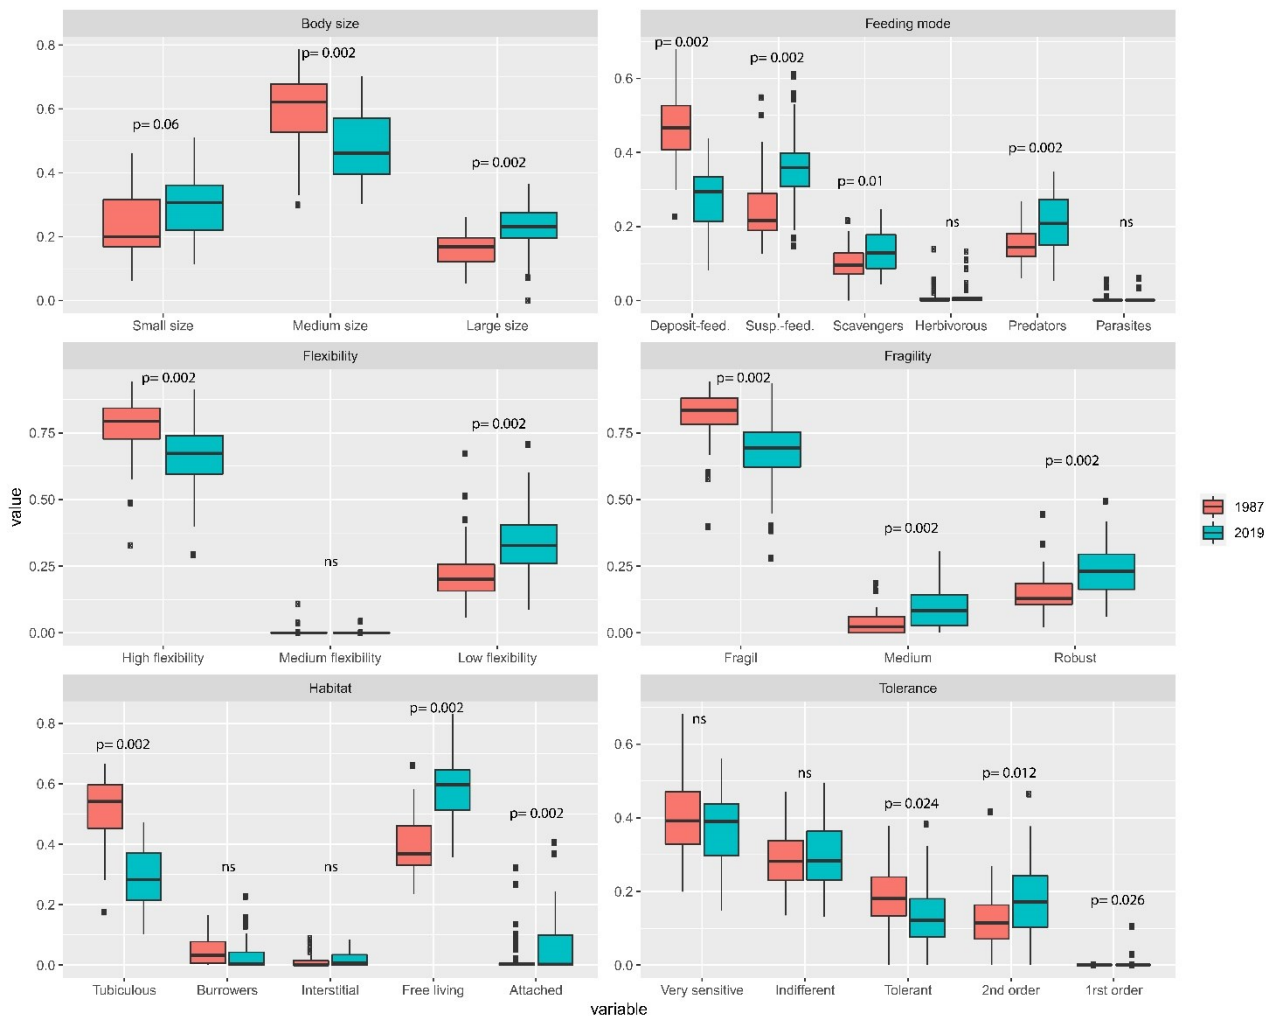 Body size
Feeding mode
0.8
0.6
0.4
0.2
0.0
p= 0.06
p= 0.002
p= 0.002
Small size
Medium size
Large size
0.6
0.4
0.2
0.0
p= 0.002
p= 0.002
p= 0.01
ns
p= 0.002
ns
Deposit-feed.
Susp.-feed.
Scavengers
Herbivorous
Predators
Parasites
Flexibility
Fragility
value
0.75
0.50
0.25
0.00
p= 0.002
ns
p= 0.002
High flexibility
Medium flexibility
Low flexibility
0.75
0.50
0.25
0.00
p= 0.002
p= 0.002
p= 0.002
Fragil
Medium
Robust
1987
2019
Habitat
Tolerance
0.8
0.6
0.4
0.2
0.0
p= 0.002
ns
ns
p= 0.002
p= 0.002
Tubiculous
Burrowers
Interstitial
Free living
Attached
0.6
0.4
0.2
0.0
ns
ns
p= 0.024
p= 0.012
p= 0.026
Very sensitive
Indifferent
Tolerant
2nd order
1rst order
variable